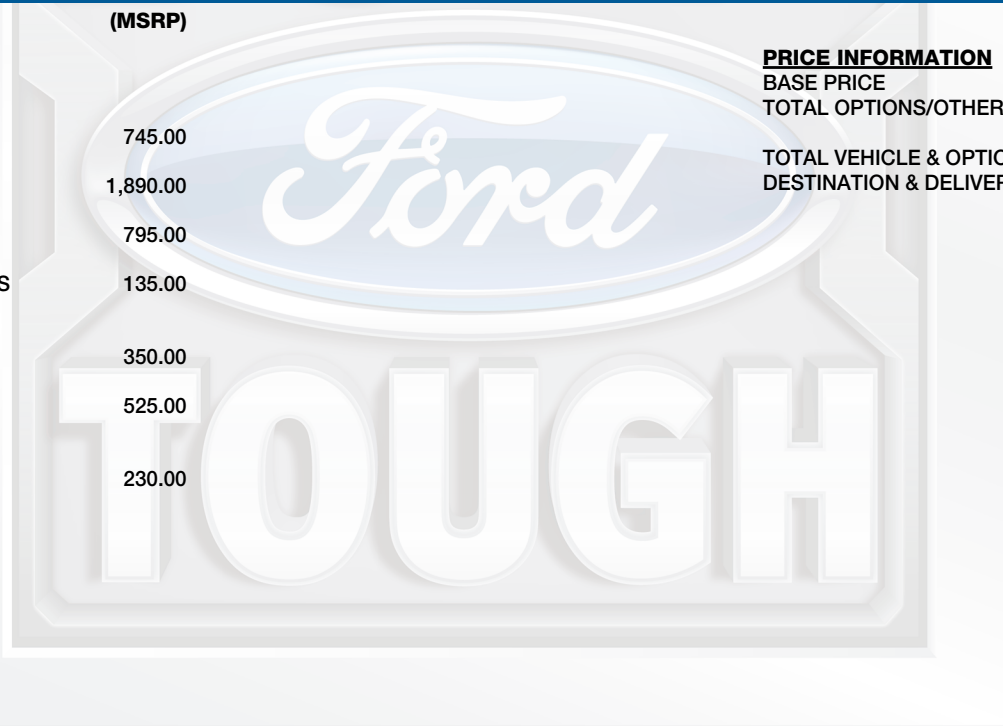 (MSRP)
PRICE INFORMATION
BASE PRICE
TOTAL OPTIONS/OTHER
745.00
TOTAL VEHICLE & OPTIO
1,890.00
DESTINATION & DELIVER
795.00
S
135.00
350.00
525.00
230.00
Ford
TOUGH